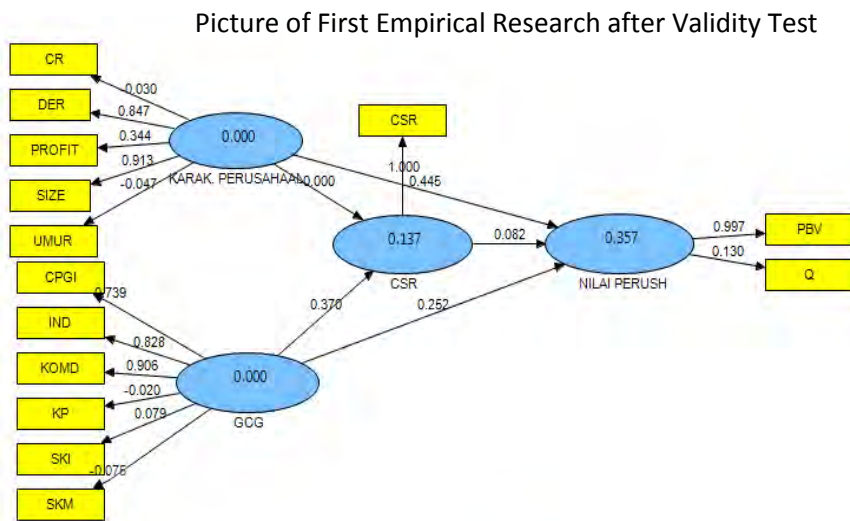 Picture of First Empirical Research after Validity Test
CR
0.030
DER
0.847
PROFIT
0.344
SIZE
0.913
UMUR
-0.047
0.000
KARAK.
0.000
CSR
1.000
0.445
0.137
CSR
0.082
0.357
NILAI PERUSH
0.997
PBV
0.130
Q
CPGI
0.739
IND
0.828
KOMD
0.906
KP
-0.020
SKI
0.079
SKM
-0.075
0.000
GCG
0.370
0.252